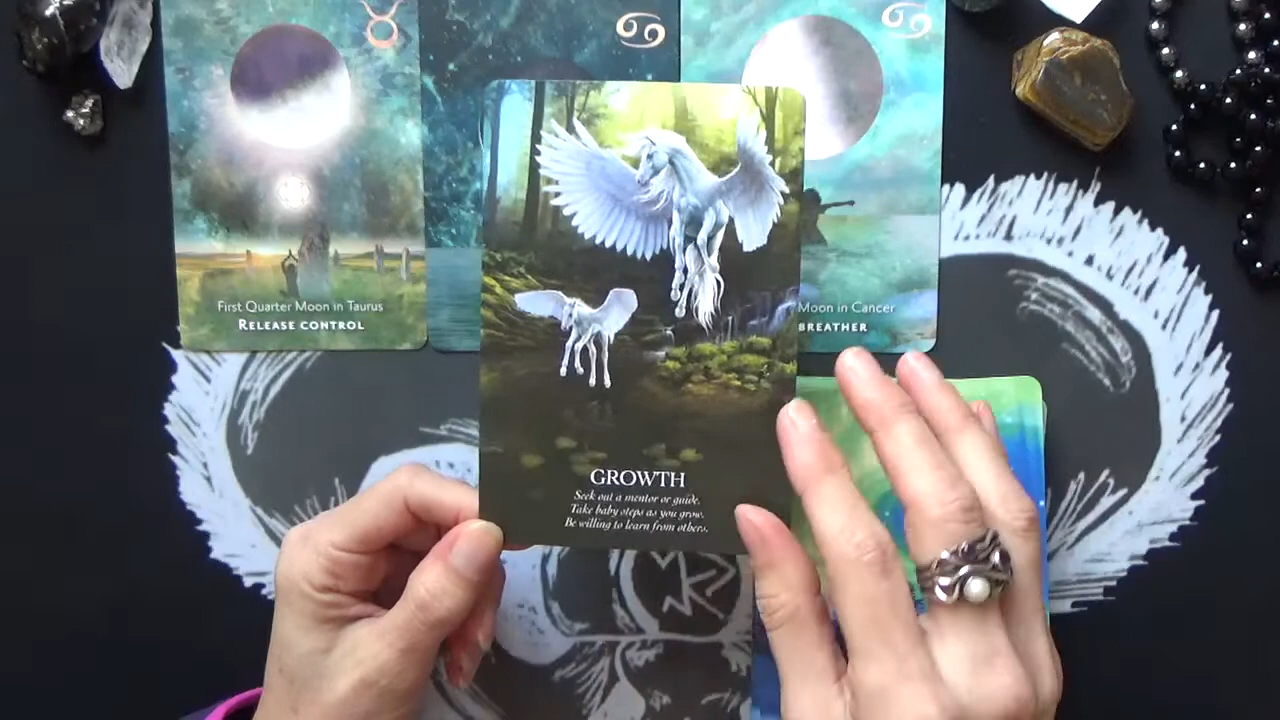 First Quarter Moon in Taurus
RELEASE CONTROL
Moon in Cancer
BREATHER
GROWTH
Seek out a mentor or guide.
Take baby steps as you grow.
Be willing to learn from others.